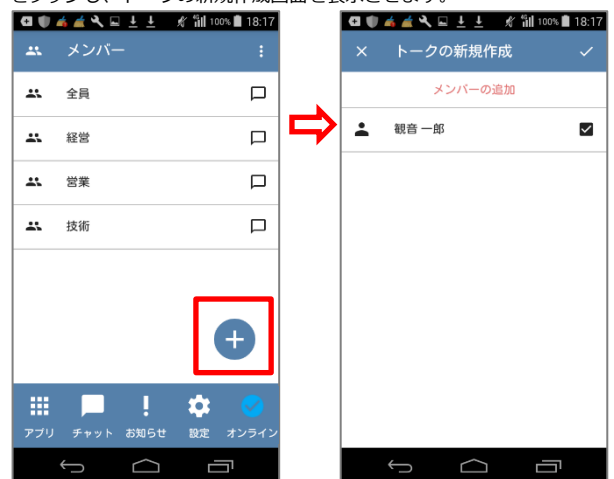 をタップし、トークの新規作成画面を表示させます。
100% 18:17
メンバー
全員
経営
営業
技術
アプリ チャット お知らせ 設定 オンライン
100% 18:17
トークの新規作成
メンバーの追加
観音 一郎